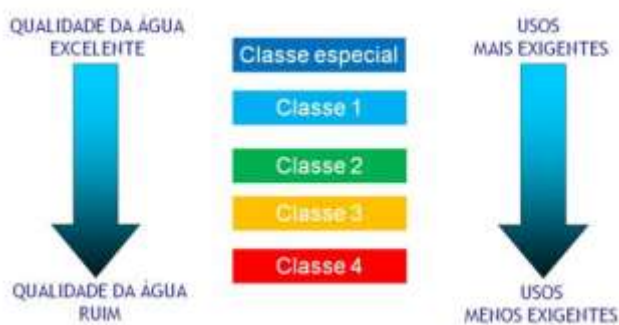 QUALIDADE DA ÁGUA
EXCELENTE
USOS
MAIS EXIGENTES
Classe especial
Classe 1
Classe 2
Classe 3
Classe 4
QUALIDADE DA ÁGUA
RUIM
USOS
MENOS EXIGENTES